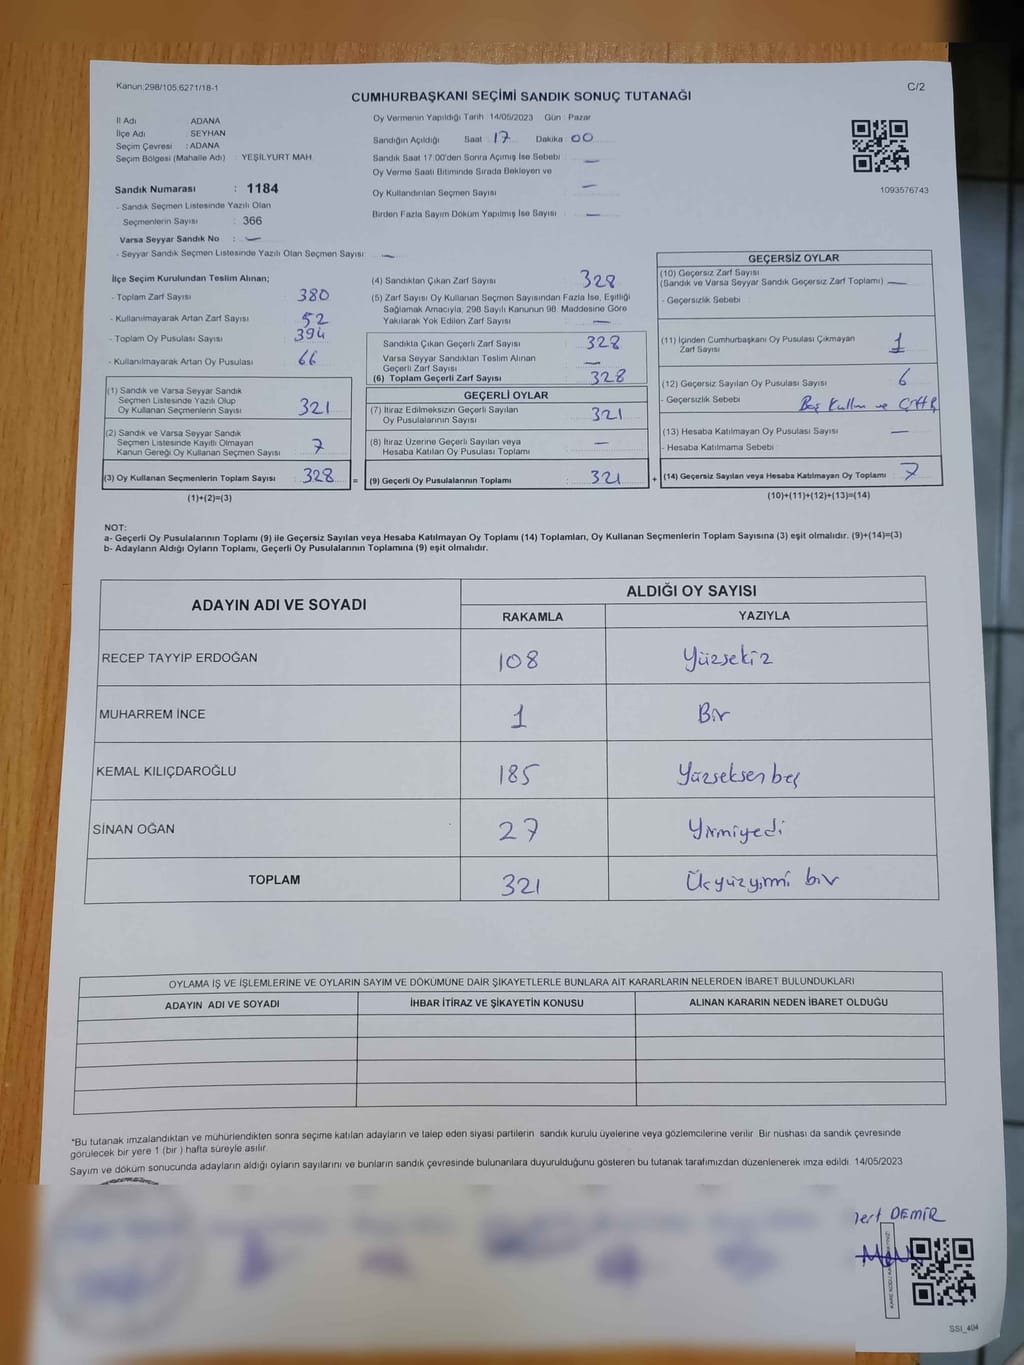 Kanun:298/105,6271/18-1
C/2
CUMHURBAŞKANI SEÇİMİ SANDIK SONUÇ TUTANAĞI
İl Adı : ADANA
İlçe Adı : SEYHAN
Seçim Çevresi : ADANA
Seçim Bölgesi (Mahalle Adı) : YEŞİLYURT MAH
Sandık Numarası : 1184
- Sandık Seçmen Listesinde Yazılı Olan
Seçmenlerin Sayısı : 366
Varsa Seyyar Sandık No : —
- Seyyar Sandık Seçmen Listesinde Yazılı Olan Seçmen Sayısı: —
Oy Vermenin Yapıldığı Tarih : 14/05/2023 Gün : Pazar
Sandığın Açıldığı Saat : 17 Dakika : 00
Sandık Saat 17:00'den Sonra Açılmış İse Sebebi : —
Oy Verme Saati Bitiminde Sırada Bekleyen ve
Oy Kullandırılan Seçmen Sayısı : —
Birden Fazla Sayım Döküm Yapılmış İse Sayısı : —
1093576743
İlçe Seçim Kurulundan Teslim Alınan;
- Toplam Zarf Sayısı : 380
- Kullanılmayarak Artan Zarf Sayısı : 52
- Toplam Oy Pusulası Sayısı : 394
- Kullanılmayarak Artan Oy Pusulası : 66
(1) Sandık ve Varsa Seyyar Sandık
Seçmen Listesinde Yazılı Olup
Oy Kullanan Seçmenlerin Sayısı : 321
(2) Sandık ve Varsa Seyyar Sandık
Seçmen Listesinde Kayıtlı Olmayan
Kanun Gereği Oy Kullanan Seçmen Sayısı : 7
(3) Oy Kullanan Seçmenlerin Toplam Sayısı : 328
(1)+(2)=(3)
(4) Sandıktan Çıkan Zarf Sayısı : 328
(5) Zarf Sayısı Oy Kullanan Seçmen Sayısından Fazla İse, Eşitliği
Sağlamak Amacıyla, 298 Sayılı Kanunun 98. Maddesine Göre
Yakılarak Yok Edilen Zarf Sayısı : —
Sandıkla Çıkan Geçerli Zarf Sayısı : 328
Varsa Seyyar Sandıktan Teslim Alınan
Geçerli Zarf Sayısı : —
(6) Toplam Geçerli Zarf Sayısı : 328
GEÇERLİ OYLAR
(7) İtiraz Edilmeksizin Geçerli Sayılan
Oy Pusulalarının Sayısı : 321
(8) İtiraz Üzerine Geçerli Sayılan veya
Hesaba Katılan Oy Pusulası Toplamı : —
= (9) Geçerli Oy Pusulalarının Toplamı : 321 +
GEÇERSİZ OYLAR
(10) Geçersiz Zarf Sayısı
(Sandık ve Varsa Seyyar Sandık Geçersiz Zarf Toplamı) : —
- Geçersizlik Sebebi :
(11) İçinden Cumhurbaşkanı Oy Pusulası Çıkmayan
Zarf Sayısı : 1
(12) Geçersiz Sayılan Oy Pusulası Sayısı : 6
- Geçersizlik Sebebi : Boş ve
(13) Hesaba Katılmayan Oy Pusulası Sayısı : —
- Hesaba Katılmama Sebebi :
(14) Geçersiz Sayılan veya Hesaba Katılmayan Oy Toplamı : 7
(10)+(11)+(12)+(13)=(14)
NOT:
a- Geçerli Oy Pusulalarının Toplamı (9) ile Geçersiz Sayılan veya Hesaba Katılmayan Oy Toplamı (14) Toplamları, Oy Kullanan Seçmenlerin Toplam Sayısına (3) eşit olmalıdır. (9)+(14)=(3)
b- Adayların Aldığı Oyların Toplamı, Geçerli Oy Pusulalarının Toplamına (9) eşit olmalıdır.
ADAYIN ADI VE SOYADI
ALDIĞI OY SAYISI
RAKAMLA YAZIYLA
RECEP TAYYİP ERDOĞAN 108 Yüzsekiz
MUHARREM İNCE 1 Bir
KEMAL KILIÇDAROĞLU 185 Yüzseksen beş
SİNAN OĞAN 27 Yirmiyedi
TOPLAM 321 Üçyüzyirmi bir
OYLAMA İŞ VE İŞLEMLERİNE VE OYLARIN SAYIM VE DÖKÜMÜNE DAİR ŞİKAYETLERLE BUNLARA AİT KARARLARIN NELERDEN İBARET BULUNDUKLARI
ADAYIN ADI VE SOYADI İHBAR İTİRAZ VE ŞİKAYETİN KONUSU ALINAN KARARIN NEDEN İBARET OLDUĞU
*Bu tutanak imzalandıktan ve mühürlendikten sonra seçime katılan adayların ve talep eden siyasi partilerin sandık kurulu üyelerine veya gözlemcilerine verilir. Bir nüshası da sandık çevresinde
görülecek bir yere 1 (bir ) hafta süreyle asılır.
Sayım ve döküm sonucunda adayların aldığı oyların sayılarını ve bunların sandık çevresinde bulunanlara duyurulduğunu gösteren bu tutanak tarafımızdan düzenlenerek imza edildi. 14/05/2023
DEMİR
SSI_404